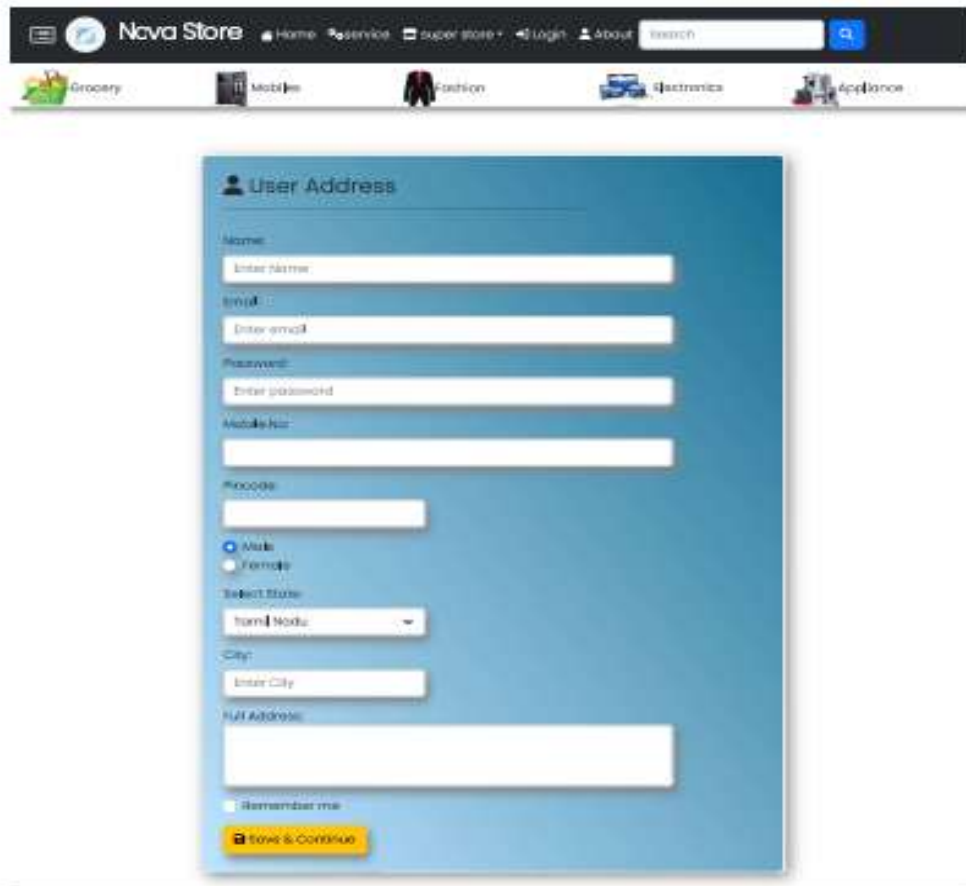 Nava Store Home service super store Login About Search
Grocery Mobiles Fashion Electronics Appliance
User Address
Name:
Enter Name
Email:
Enter email
Password:
Enter password
Mobile No:
Pincode:
Male
Female
Select State:
Tamil Nadu
City:
Enter City
Full Address:
Remember me
Save & Continue